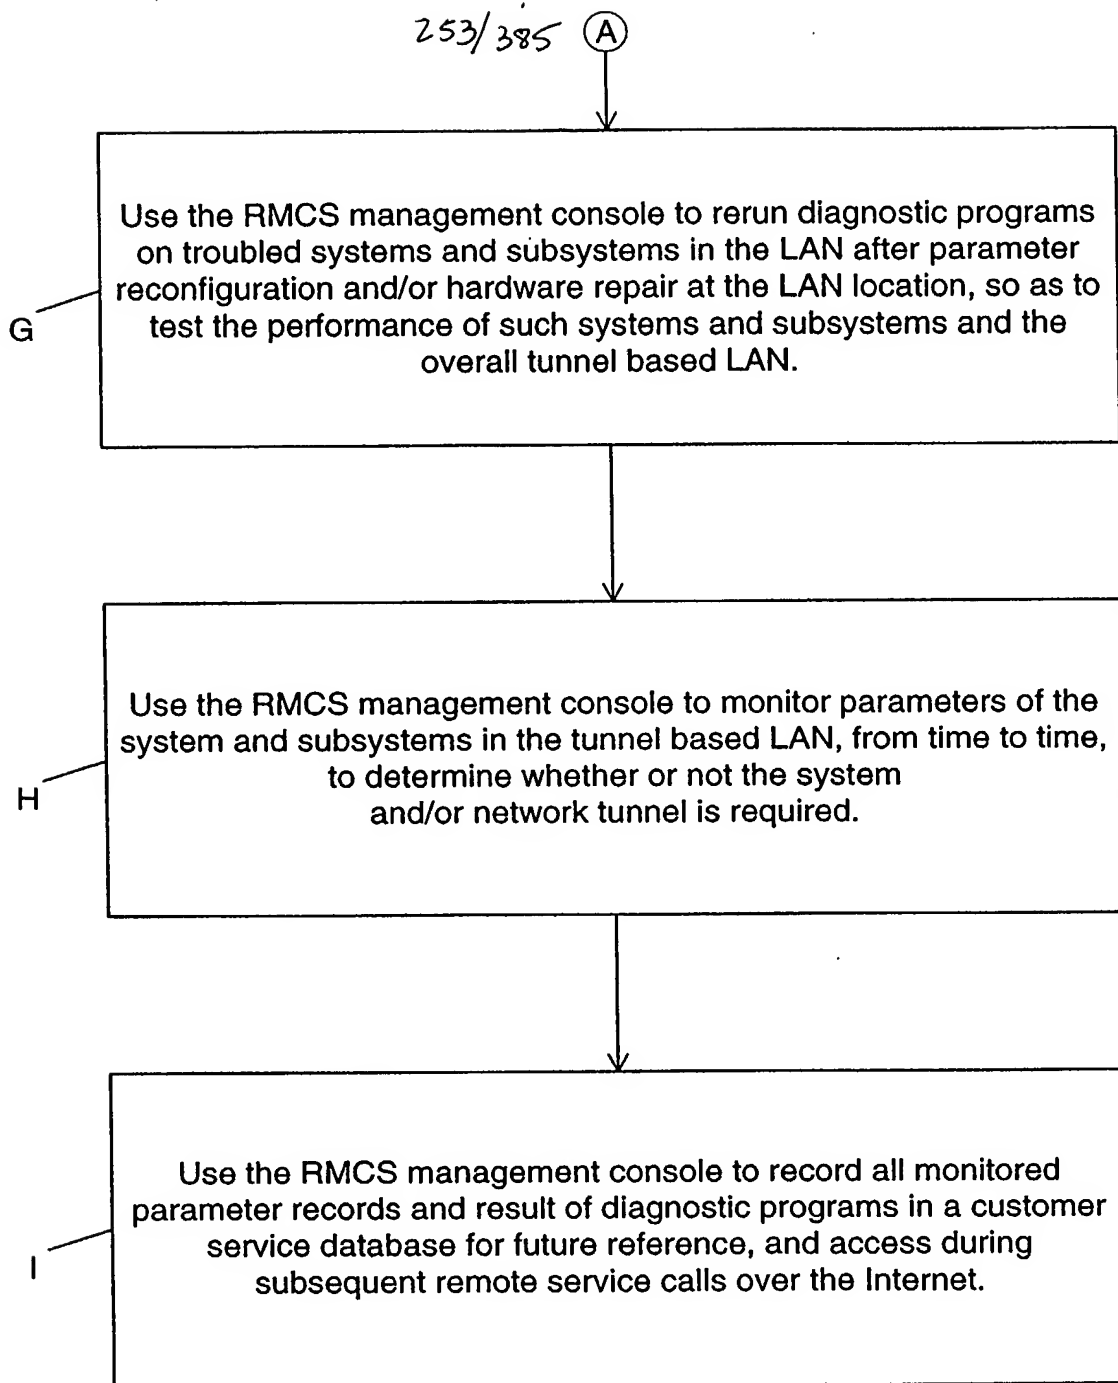 253/385 A
Use the RMCS management console to rerun diagnostic programs
on troubled systems and subsystems in the LAN after parameter
reconfiguration and/or hardware repair at the LAN location, so as to
test the performance of such systems and subsystems and the
overall tunnel based LAN.
G
Use the RMCS management console to monitor parameters of the
system and subsystems in the tunnel based LAN, from time to time,
to determine whether or not the system
and/or network tunnel is required.
H
Use the RMCS management console to record all monitored
parameter records and result of diagnostic programs in a customer
service database for future reference, and access during
subsequent remote service calls over the Internet.
I